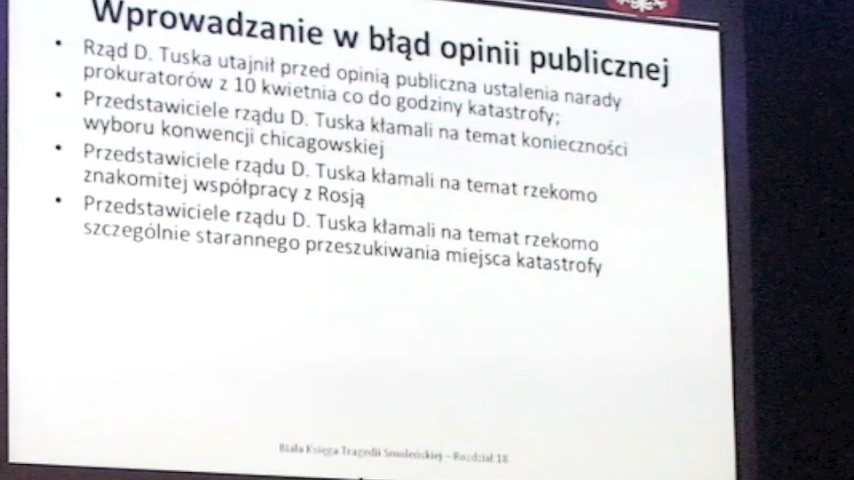 Wprowadzanie w błąd opinii publicznej
• Rząd D. Tuska utajnił przed opinią publiczna ustalenia narady
prokuratorów z 10 kwietnia co do godziny katastrofy;
• Przedstawiciele rządu D. Tuska kłamali na temat konieczności
wyboru konwencji chicagowskiej
• Przedstawiciele rządu D. Tuska kłamali na temat rzekomo
znakomitej współpracy z Rosją
• Przedstawiciele rządu D. Tuska kłamali na temat rzekomo
szczególnie starannego przeszukiwania miejsca katastrofy
Biała Księga Tragedii Smoleńskiej – Rozdział 18